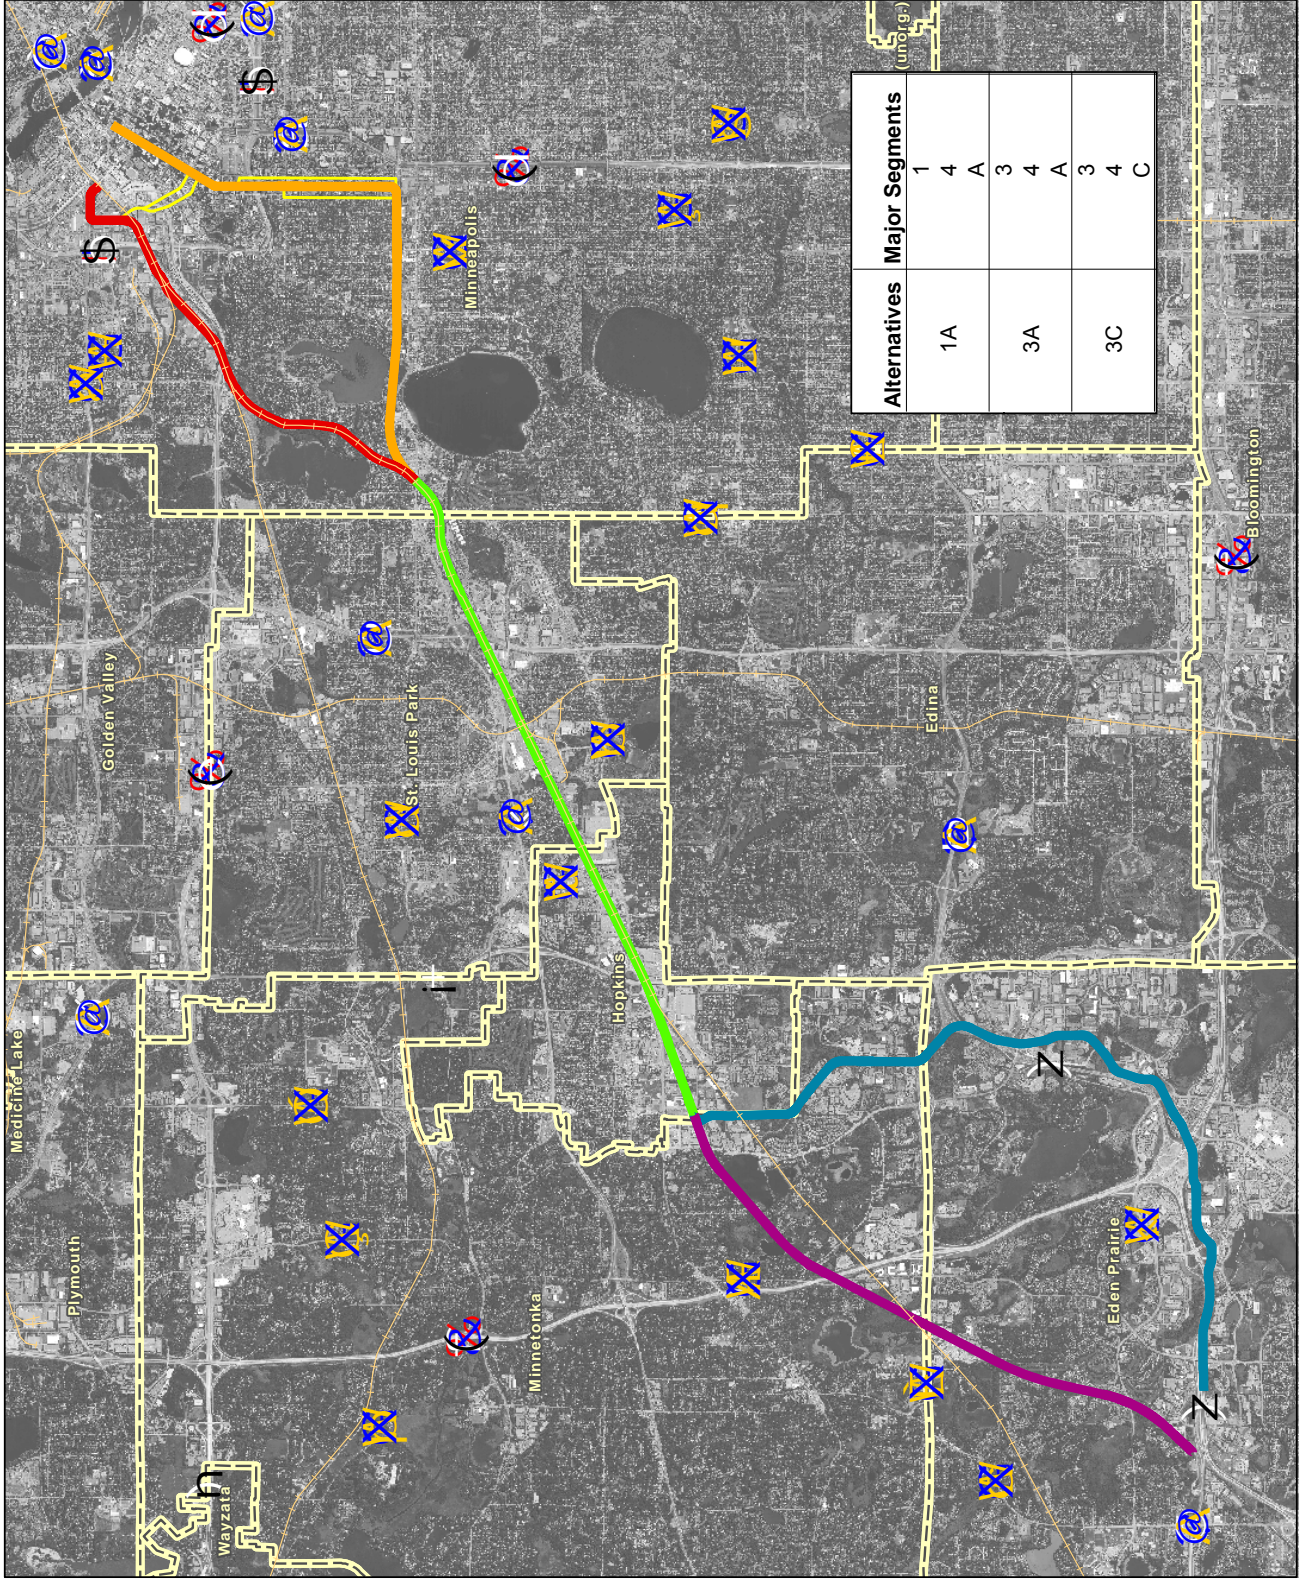 Medicine Lake
Plymouth
Wayzata
Golden Valley
St. Louis Park
Minnetonka
Hopkins
Minneapolis
Edina
Eden Prairie
Bloomington
(unorg.)
Alternatives Major Segments
1A 1 4 A
3A 3 4 A
3C 3 4 C
$
$
@
@
@
@
@
@
@
@
@
n
i
Z
Z